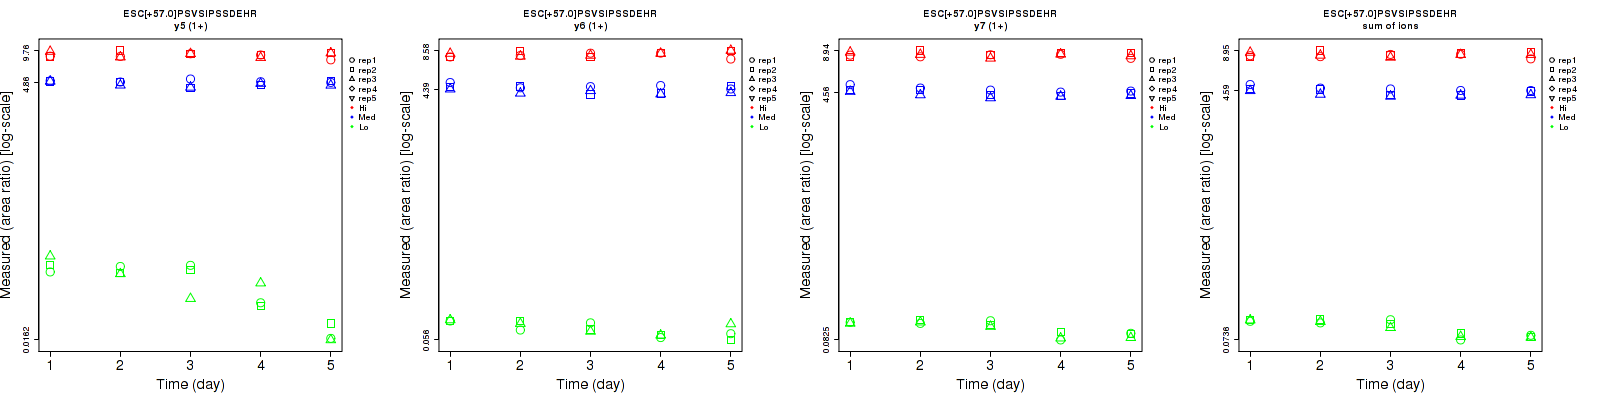 ESC[+57.0]PSVSIPSSDEHR
y5 (1+)
Measured (area ratio) [log-scale]
9.76
4.86
0.0162
1 2 3 4 5
Time (day)
rep1
rep2
rep3
rep4
rep5
Hi
Med
Lo
ESC[+57.0]PSVSIPSSDEHR
y6 (1+)
Measured (area ratio) [log-scale]
8.58
4.39
0.056
1 2 3 4 5
Time (day)
rep1
rep2
rep3
rep4
rep5
Hi
Med
Lo
ESC[+57.0]PSVSIPSSDEHR
y7 (1+)
Measured (area ratio) [log-scale]
8.94
4.58
0.0825
1 2 3 4 5
Time (day)
rep1
rep2
rep3
rep4
rep5
Hi
Med
Lo
ESC[+57.0]PSVSIPSSDEHR
sum of ions
Measured (area ratio) [log-scale]
8.95
4.59
0.0736
1 2 3 4 5
Time (day)
rep1
rep2
rep3
rep4
rep5
Hi
Med
Lo